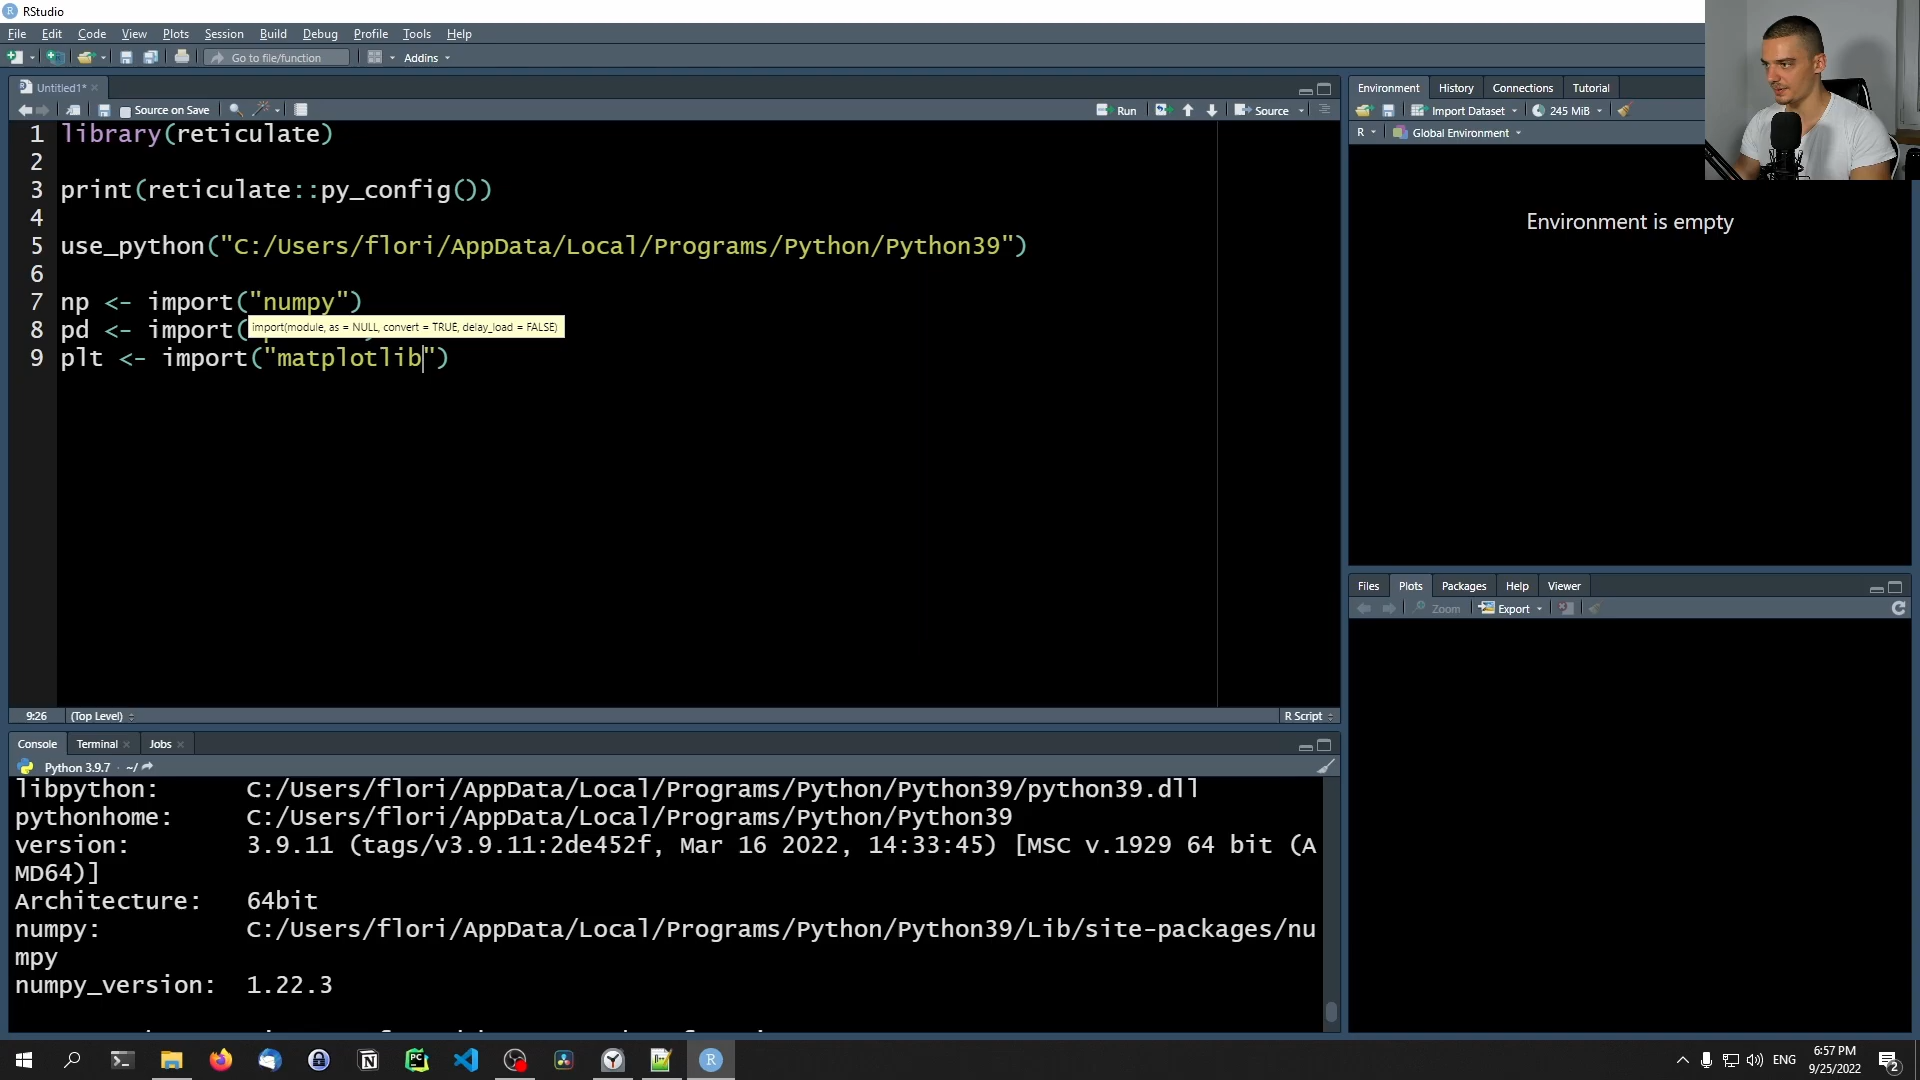 RStudio
File Edit Code View Plots Session Build Debug Profile Tools Help
Go to file/function Addins
Untitled1*
Source on Save Run Source
1 library(reticulate)
2
3 print(reticulate::py_config())
4
5 use_python("C:/Users/flori/AppData/Local/Programs/Python/Python39")
6
7 np <- import("numpy")
import(module, as = NULL, convert = TRUE, delay_load = FALSE)
8 pd <- import(
9 plt <- import("matplotlib")
9:26 (Top Level) R Script
Console Terminal Jobs
Python 3.9.7 · ~/
libpython: C:/Users/flori/AppData/Local/Programs/Python/Python39/python39.dll
pythonhome: C:/Users/flori/AppData/Local/Programs/Python/Python39
version: 3.9.11 (tags/v3.9.11:2de452f, Mar 16 2022, 14:33:45) [MSC v.1929 64 bit (A
MD64)]
Architecture: 64bit
numpy: C:/Users/flori/AppData/Local/Programs/Python/Python39/Lib/site-packages/nu
mpy
numpy_version: 1.22.3
Environment History Connections Tutorial
Import Dataset 245 MiB
R Global Environment
Environment is empty
Files Plots Packages Help Viewer
Zoom Export
ENG
6:57 PM
9/25/2022
2